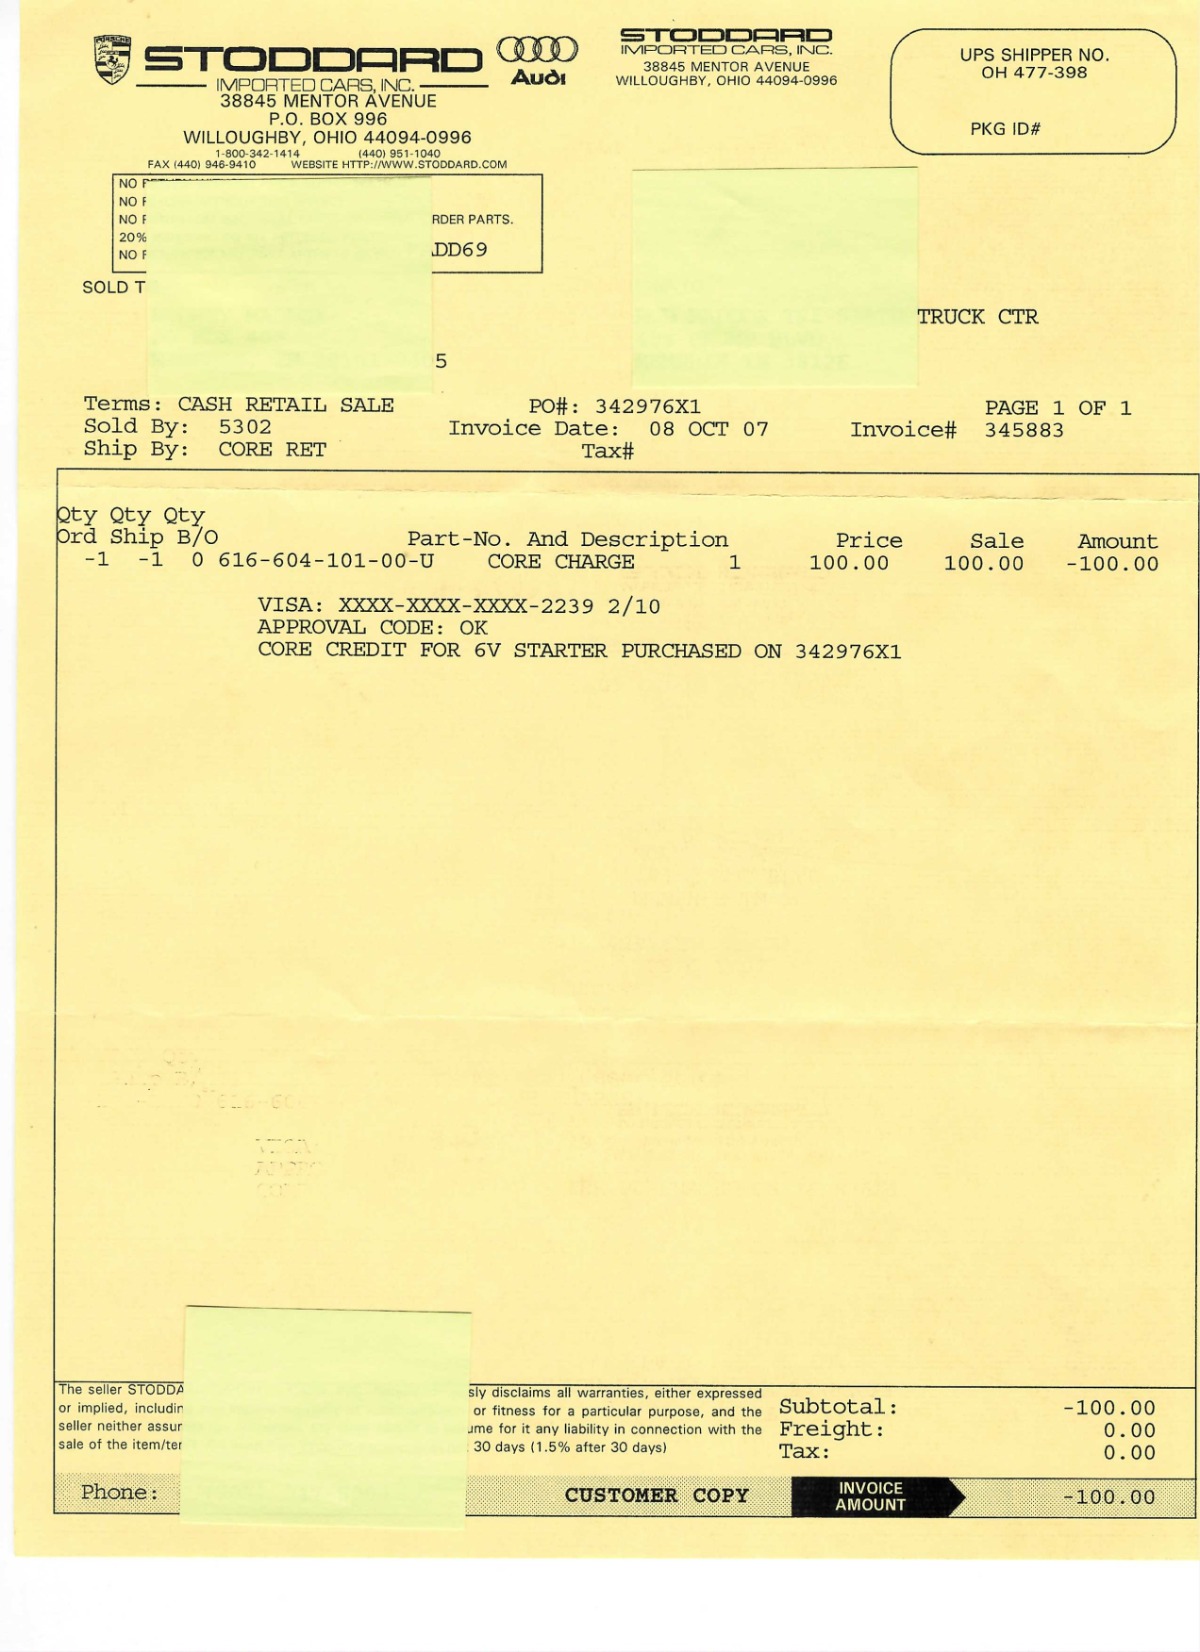 STODDARD
IMPORTED CARS, INC.
38845 MENTOR AVENUE
P.O. BOX 996
WILLOUGHBY, OHIO 44094-0996
1-800-342-1414 (440) 951-1040
FAX (440) 946-9410 WEBSITE HTTP://WWW.STODDARD.COM
Audi
STODDARD
IMPORTED CARS, INC.
38845 MENTOR AVENUE
WILLOUGHBY, OHIO 44094-0996
UPS SHIPPER NO.
OH 477-398
PKG ID#
NO
NO
NO RDER PARTS.
20%
NO DD69
SOLD T
TRUCK CTR
5
Terms: CASH RETAIL SALE PO#: 342976X1 PAGE 1 OF 1
Sold By: 5302 Invoice Date: 08 OCT 07 Invoice# 345883
Ship By: CORE RET Tax#
Qty Qty Qty
Ord Ship B/O Part-No. And Description Price Sale Amount
-1 -1 0 616-604-101-00-U CORE CHARGE 1 100.00 100.00 -100.00
VISA: XXXX-XXXX-XXXX-2239 2/10
APPROVAL CODE: OK
CORE CREDIT FOR 6V STARTER PURCHASED ON 342976X1
The seller STODDA sly disclaims all warranties, either expressed
or implied, includin or fitness for a particular purpose, and the
seller neither assu ume for it any liability in connection with the
sale of the item/ite 30 days (1.5% after 30 days)
Subtotal: -100.00
Freight: 0.00
Tax: 0.00
Phone: CUSTOMER COPY INVOICE AMOUNT -100.00